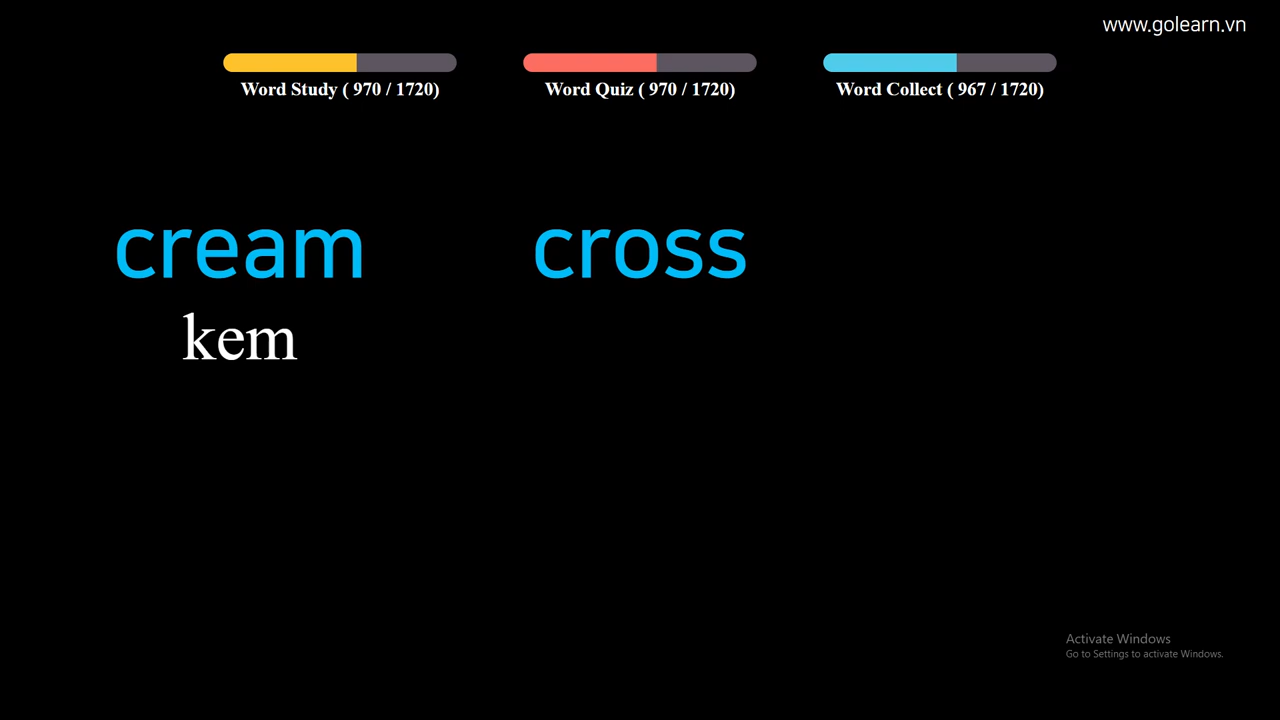 www.golearn.vn
Word Study ( 970 / 1720)
Word Quiz ( 970 / 1720)
Word Collect ( 967 / 1720)
cream cross
kem
Activate Windows
Go to Settings to activate Windows.